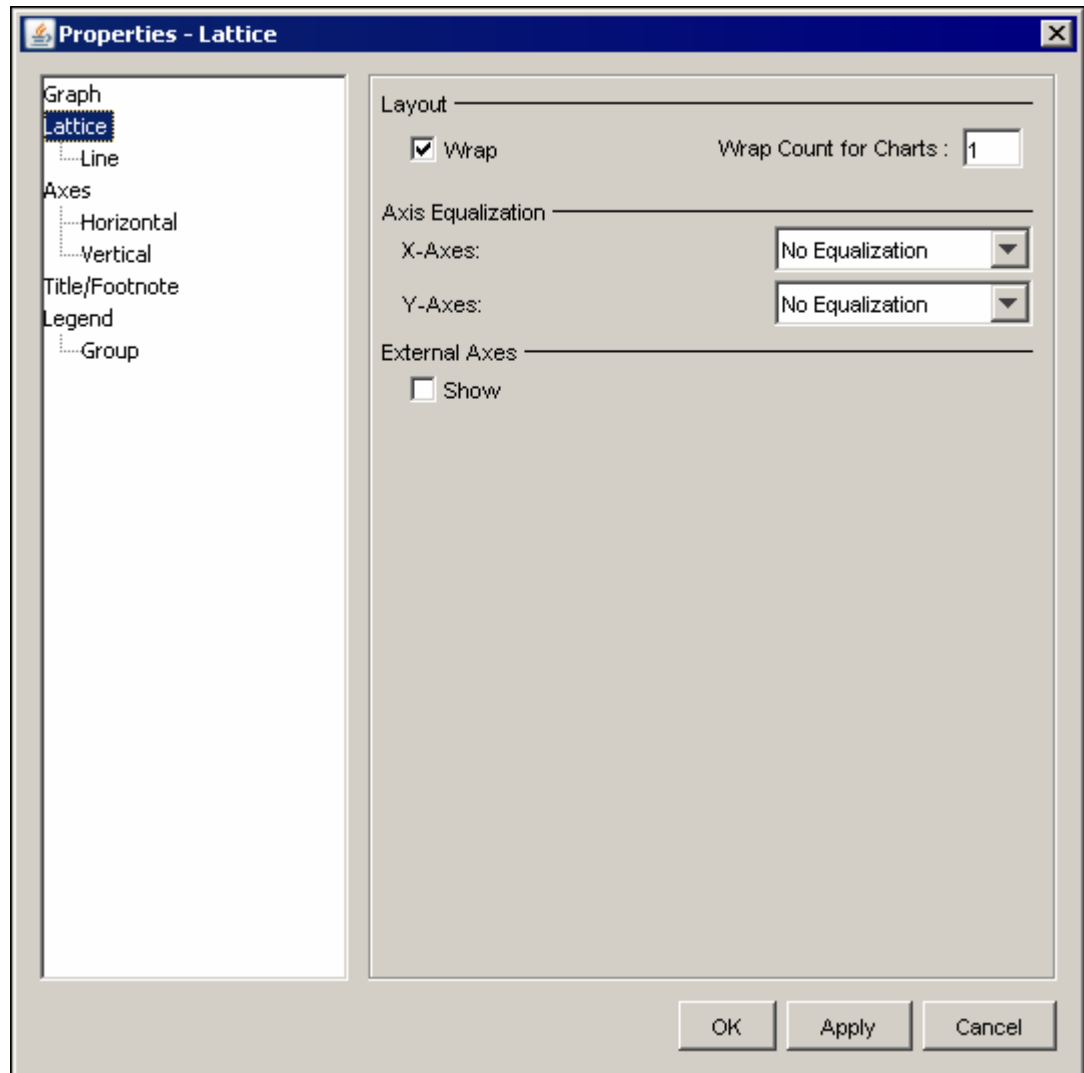 Properties - Lattice
Graph
Lattice
Line
Axes
Horizontal
Vertical
Title/Footnote
Legend
Group
Layout
Wrap
Wrap Count for Charts : 1
Axis Equalization
X-Axes: No Equalization
Y-Axes: No Equalization
External Axes
Show
OK Apply Cancel